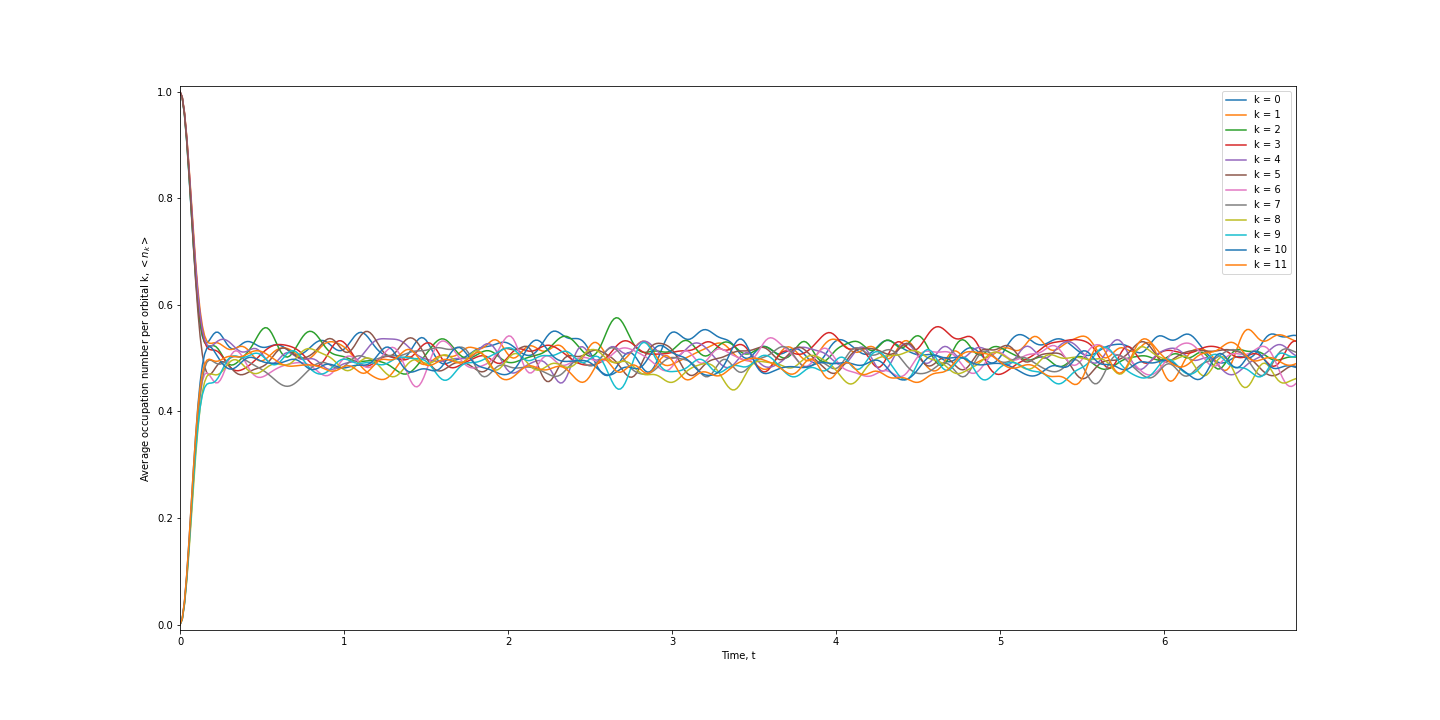 1.0
0.8
0.6
0.4
0.2
0.0
Average occupation number per orbital k, < n_k >
0 1 2 3 4 5 6
Time, t
k = 0
k = 1
k = 2
k = 3
k = 4
k = 5
k = 6
k = 7
k = 8
k = 9
k = 10
k = 11